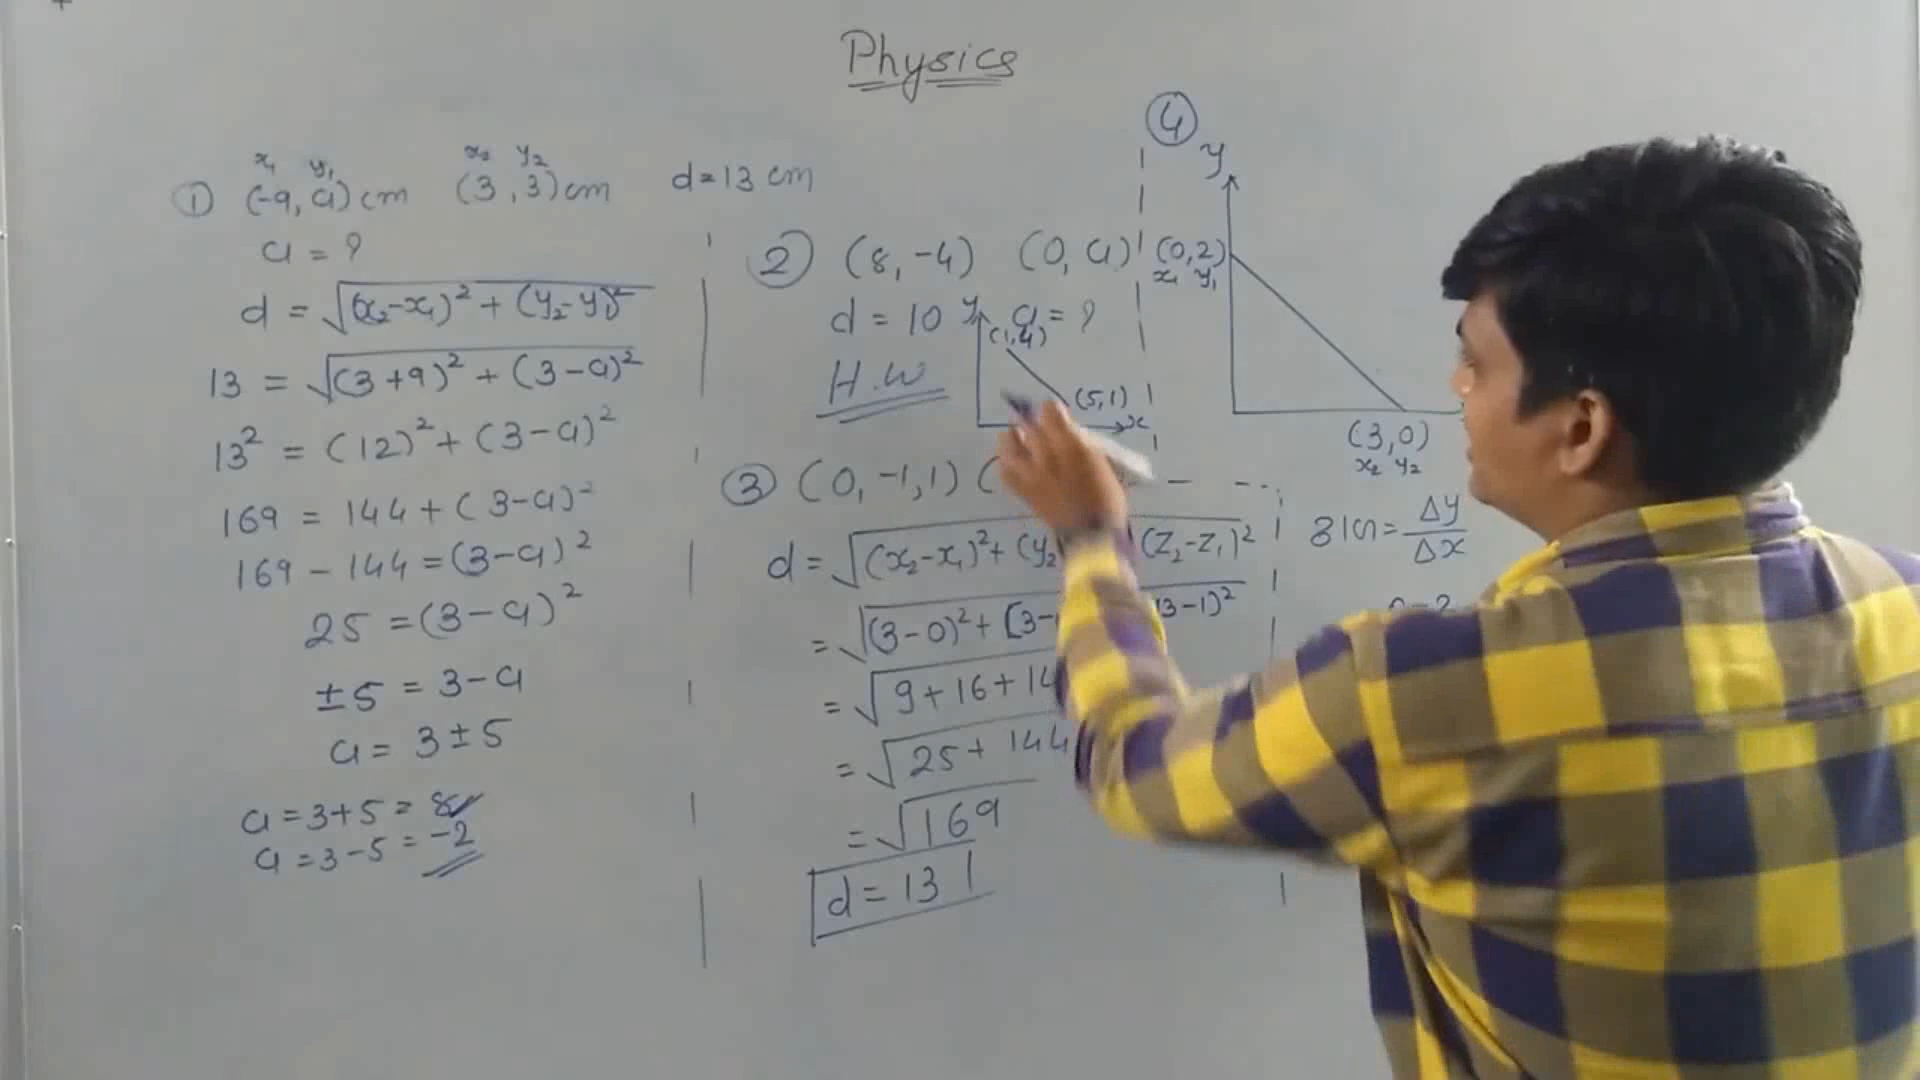 Physics
① x₁ y₁ x₂ y₂
(-9, a) cm (3, 3) cm d = 13 cm
a = ?
d = √(x₂-x₁)² + (y₂-y₁)²
13 = √(3+9)² + (3-a)²
13² = (12)² + (3-a)²
169 = 144 + (3-a)²
169 - 144 = (3-a)²
25 = (3-a)²
±5 = 3-a
a = 3±5
a = 3+5 = 8
a = 3-5 = -2
② (8, -4) (0, a)
d = 10 a = ?
H.W
y
(1,4)
(5,1)
x
③ (0, -1, 1) (
d = √(x₂-x₁)² + (y₂ (z₂-z₁)²
= √(3-0)² + [3- 13-1)²
= √9+16+14
= √25+144
= √169
d = 13
④
y
(0,2)
x₁ y₁
(3,0)
x₂ y₂
= Δy/Δx